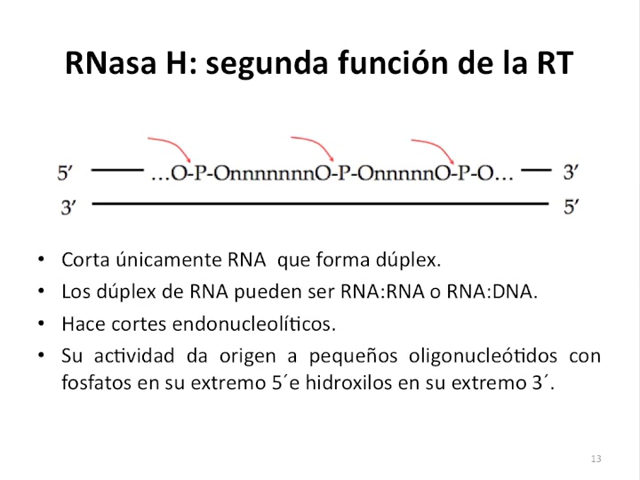 RNasa H: segunda función de la RT
5′ …O-P-OnnnnnnnO-P-OnnnnnO-P-O… 3′
3′ 5′
• Corta únicamente RNA que forma dúplex.
• Los dúplex de RNA pueden ser RNA:RNA o RNA:DNA.
• Hace cortes endonucleolíticos.
• Su actividad da origen a pequeños oligonucleótidos con
fosfatos en su extremo 5´e hidroxilos en su extremo 3´.
13